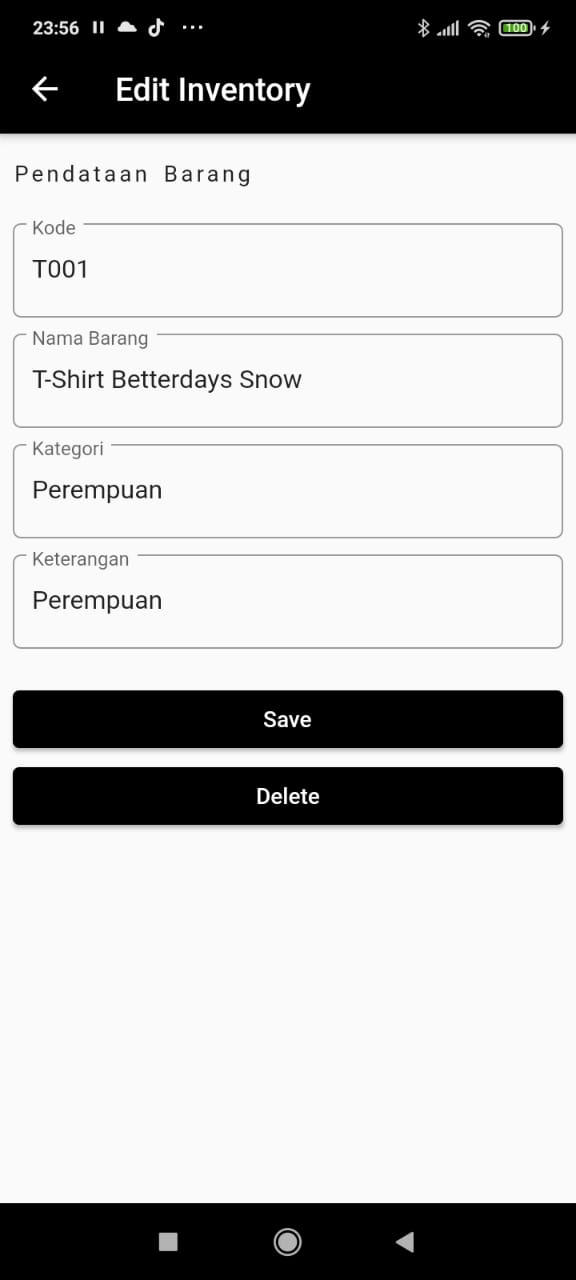 23:56
100
Edit Inventory
Pendataan Barang
Kode
T001
Nama Barang
T-Shirt Betterdays Snow
Kategori
Perempuan
Keterangan
Perempuan
Save
Delete